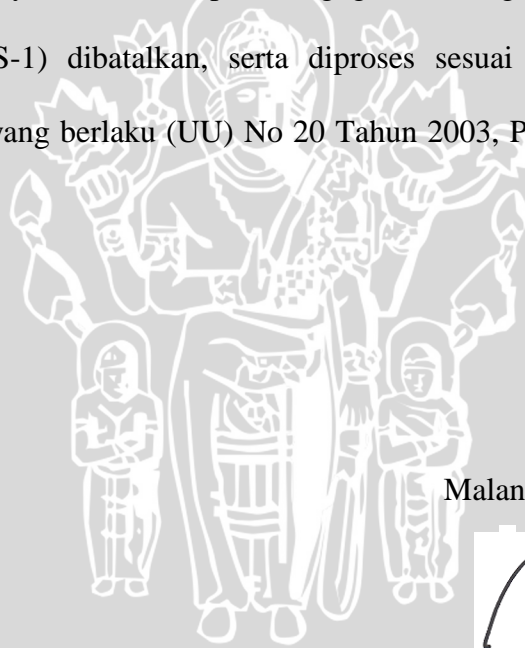 S-1) dibatalkan, serta diproses sesuai
yang berlaku (UU) No 20 Tahun 2003, P
Malan